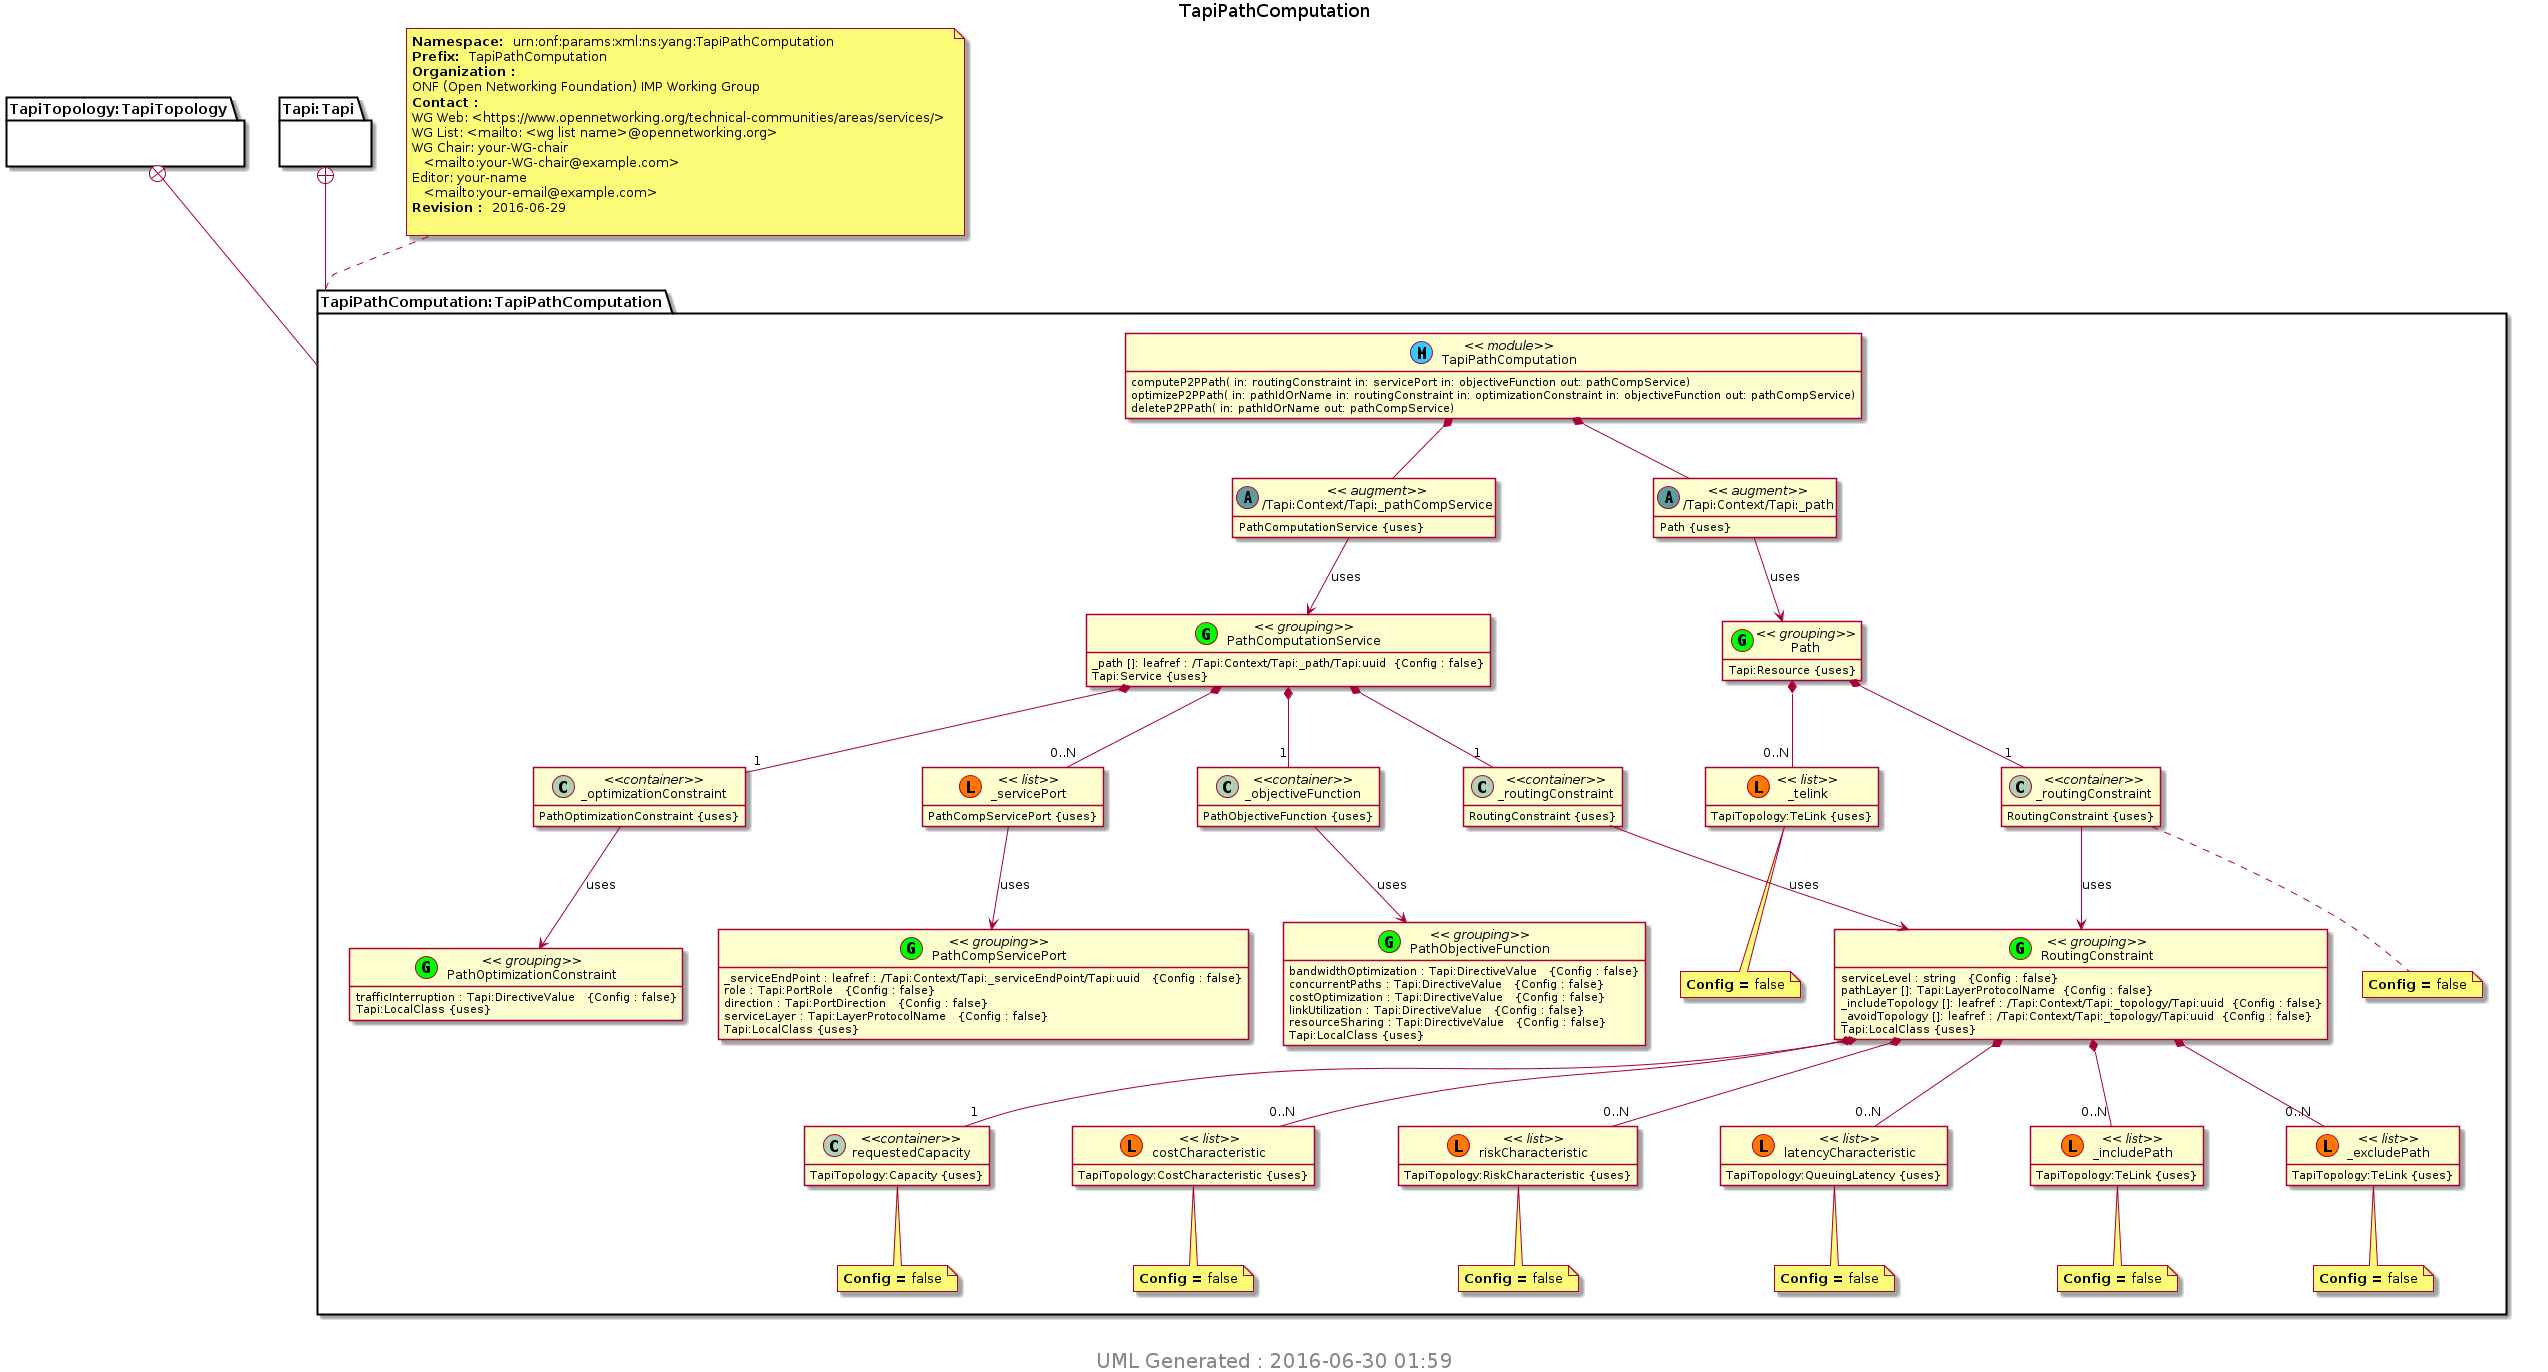 TapiPathComputation
Namespace: urn:onf:params:xml:ns:yang:TapiPathComputation
Prefix: TapiPathComputation
Organization :
ONF (Open Networking Foundation) IMP Working Group
Contact :
WG Web: <https://www.opennetworking.org/technical-communities/areas/services/>
WG List: <mailto: <wg list name>@opennetworking.org>
WG Chair: your-WG-chair
<mailto:your-WG-chair@example.com>
Editor: your-name
<mailto:your-email@example.com>
Revision : 2016-06-29
TapiTopology:TapiTopology
Tapi:Tapi
TapiPathComputation:TapiPathComputation
M
<< module>>
TapiPathComputation
computeP2PPath( in: routingConstraint in: servicePort in: objectiveFunction out: pathCompService)
optimizeP2PPath( in: pathIdOrName in: routingConstraint in: optimizationConstraint in: objectiveFunction out: pathCompService)
deleteP2PPath( in: pathIdOrName out: pathCompService)
A
<< augment>>
/Tapi:Context/Tapi:_pathCompService
PathComputationService {uses}
A
<< augment>>
/Tapi:Context/Tapi:_path
Path {uses}
uses
uses
G
<< grouping>>
PathComputationService
_path []: leafref : /Tapi:Context/Tapi:_path/Tapi:uuid {Config : false}
Tapi:Service {uses}
G
<< grouping>>
Path
Tapi:Resource {uses}
1
0..N
1
1
0..N
1
C
<<container>>
_optimizationConstraint
PathOptimizationConstraint {uses}
L
<< list>>
_servicePort
PathCompServicePort {uses}
C
<<container>>
_objectiveFunction
PathObjectiveFunction {uses}
C
<<container>>
_routingConstraint
RoutingConstraint {uses}
L
<< list>>
_telink
TapiTopology:TeLink {uses}
C
<<container>>
_routingConstraint
RoutingConstraint {uses}
uses
uses
uses
uses
uses
G
<< grouping>>
PathOptimizationConstraint
trafficInterruption : Tapi:DirectiveValue {Config : false}
Tapi:LocalClass {uses}
G
<< grouping>>
PathCompServicePort
_serviceEndPoint : leafref : /Tapi:Context/Tapi:_serviceEndPoint/Tapi:uuid {Config : false}
role : Tapi:PortRole {Config : false}
direction : Tapi:PortDirection {Config : false}
serviceLayer : Tapi:LayerProtocolName {Config : false}
Tapi:LocalClass {uses}
G
<< grouping>>
PathObjectiveFunction
bandwidthOptimization : Tapi:DirectiveValue {Config : false}
concurrentPaths : Tapi:DirectiveValue {Config : false}
costOptimization : Tapi:DirectiveValue {Config : false}
linkUtilization : Tapi:DirectiveValue {Config : false}
resourceSharing : Tapi:DirectiveValue {Config : false}
Tapi:LocalClass {uses}
Config = false
G
<< grouping>>
RoutingConstraint
serviceLevel : string {Config : false}
pathLayer []: Tapi:LayerProtocolName {Config : false}
_includeTopology []: leafref : /Tapi:Context/Tapi:_topology/Tapi:uuid {Config : false}
_avoidTopology []: leafref : /Tapi:Context/Tapi:_topology/Tapi:uuid {Config : false}
Tapi:LocalClass {uses}
Config = false
1
0..N
0..N
0..N
0..N
0..N
C
<<container>>
requestedCapacity
TapiTopology:Capacity {uses}
L
<< list>>
costCharacteristic
TapiTopology:CostCharacteristic {uses}
L
<< list>>
riskCharacteristic
TapiTopology:RiskCharacteristic {uses}
L
<< list>>
latencyCharacteristic
TapiTopology:QueuingLatency {uses}
L
<< list>>
_includePath
TapiTopology:TeLink {uses}
L
<< list>>
_excludePath
TapiTopology:TeLink {uses}
Config = false
Config = false
Config = false
Config = false
Config = false
Config = false
UML Generated : 2016-06-30 01:59